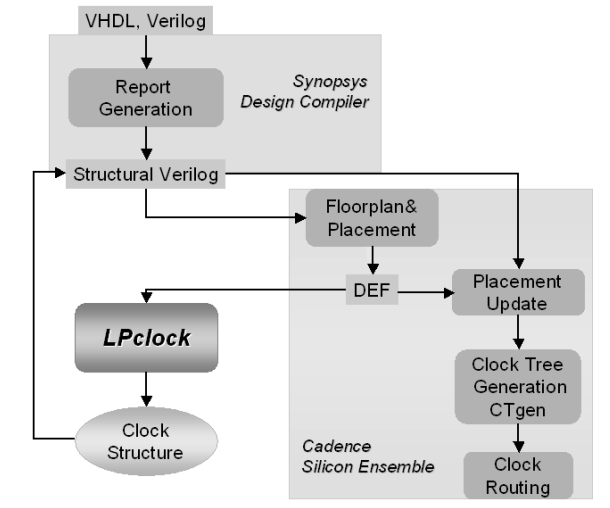 VHDL, Verilog
Synopsys
Design Compiler
Report
Generation
Structural Verilog
Floorplan&
Placement
DEF
Placement
Update
LPclock
Clock Tree
Generation
CTgen
Clock
Structure
Cadence
Silicon Ensemble
Clock
Routing